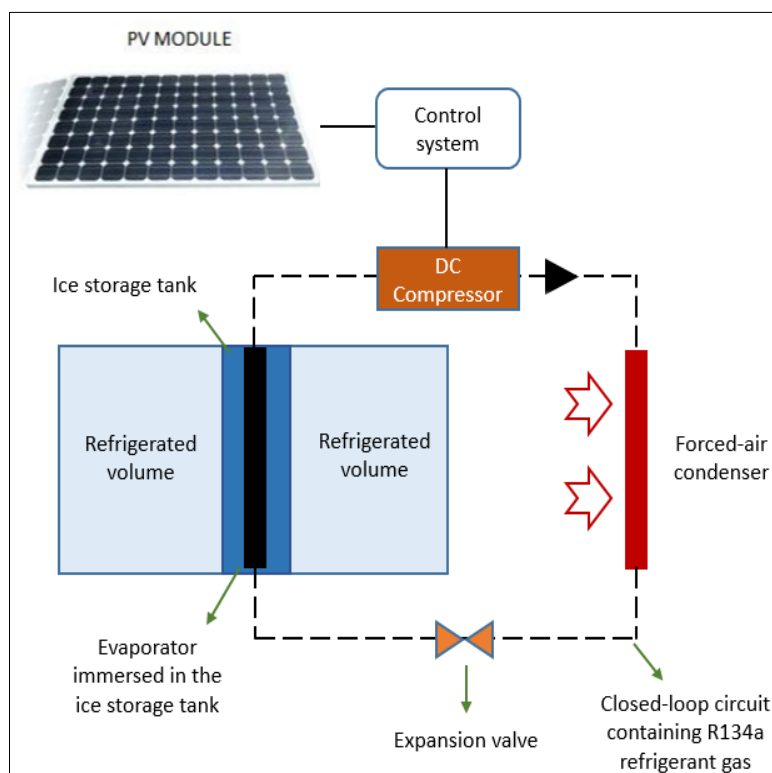 PV MODULE
Control
system
DC
Compressor
Ice storage tank
Refrigerated
volume
Refrigerated
volume
Forced-air
condenser
Evaporator
immersed in the
ice storage tank
Expansion valve
Closed-loop circuit
containing R134a
refrigerant gas